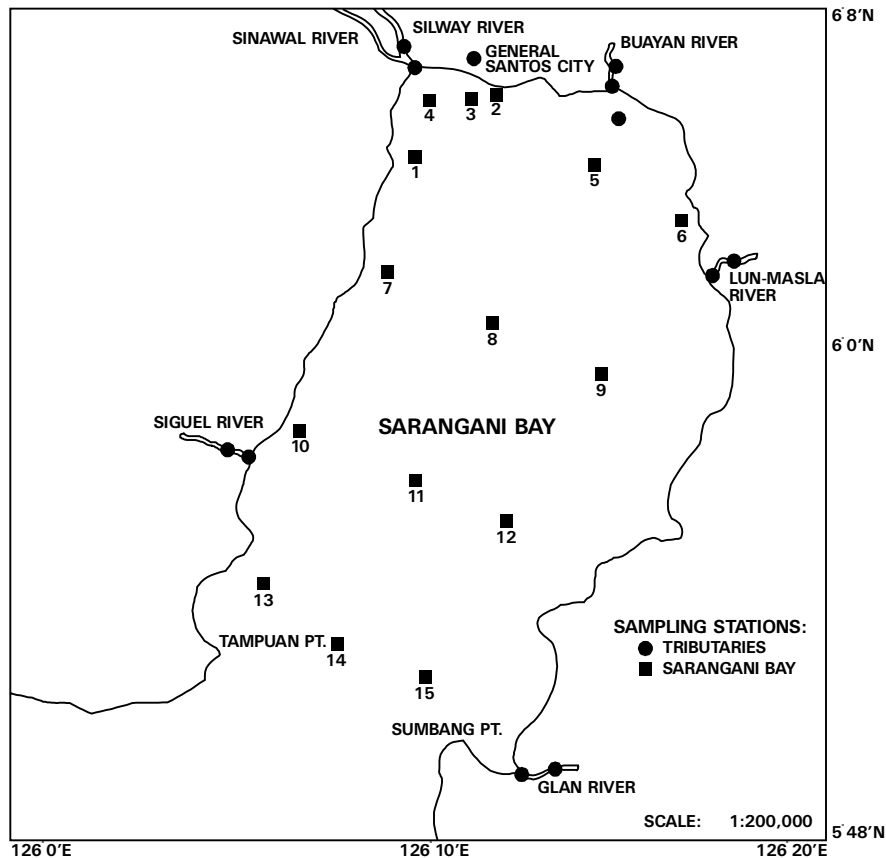 6°8'N
SILWAY RIVER
SINAWAL RIVER
BUAYAN RIVER
GENERAL
SANTOS CITY
4
3
2
1
5
6
7
LUN-MASLA
RIVER
8
6°0'N
9
SIGUEL RIVER
SARANGANI BAY
10
11
12
13
SAMPLING STATIONS:
TAMPUAN PT.
TRIBUTARIES
14
SARANGANI BAY
15
SUMBANG PT.
GLAN RIVER
SCALE: 1:200,000
5°48'N
126°0'E
126°10'E
126°20'E